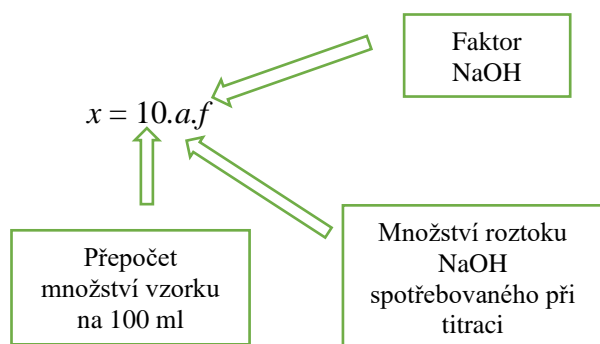 Faktor
NaOH
x = 10.a.f
Přepočet
množství vzorku
na 100 ml
Množství roztoku
NaOH
spotřebovaného při
titraci